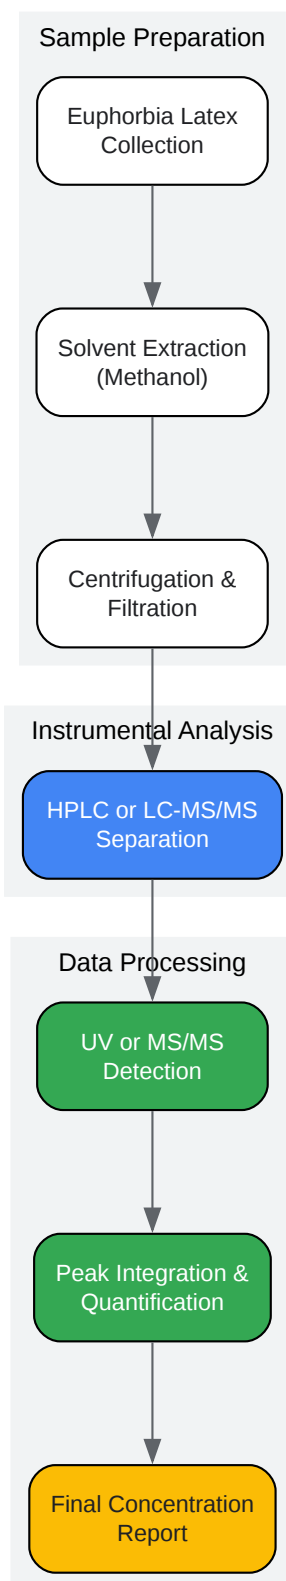 Sample Preparation
Euphorbia Latex
Collection
Solvent Extraction
(Methanol)
Centrifugation &
Filtration
Instrumental Analysis
HPLC or LC-MS/MS
Separation
Data Processing
UV or MS/MS
Detection
Peak Integration &
Quantification
Final Concentration
Report